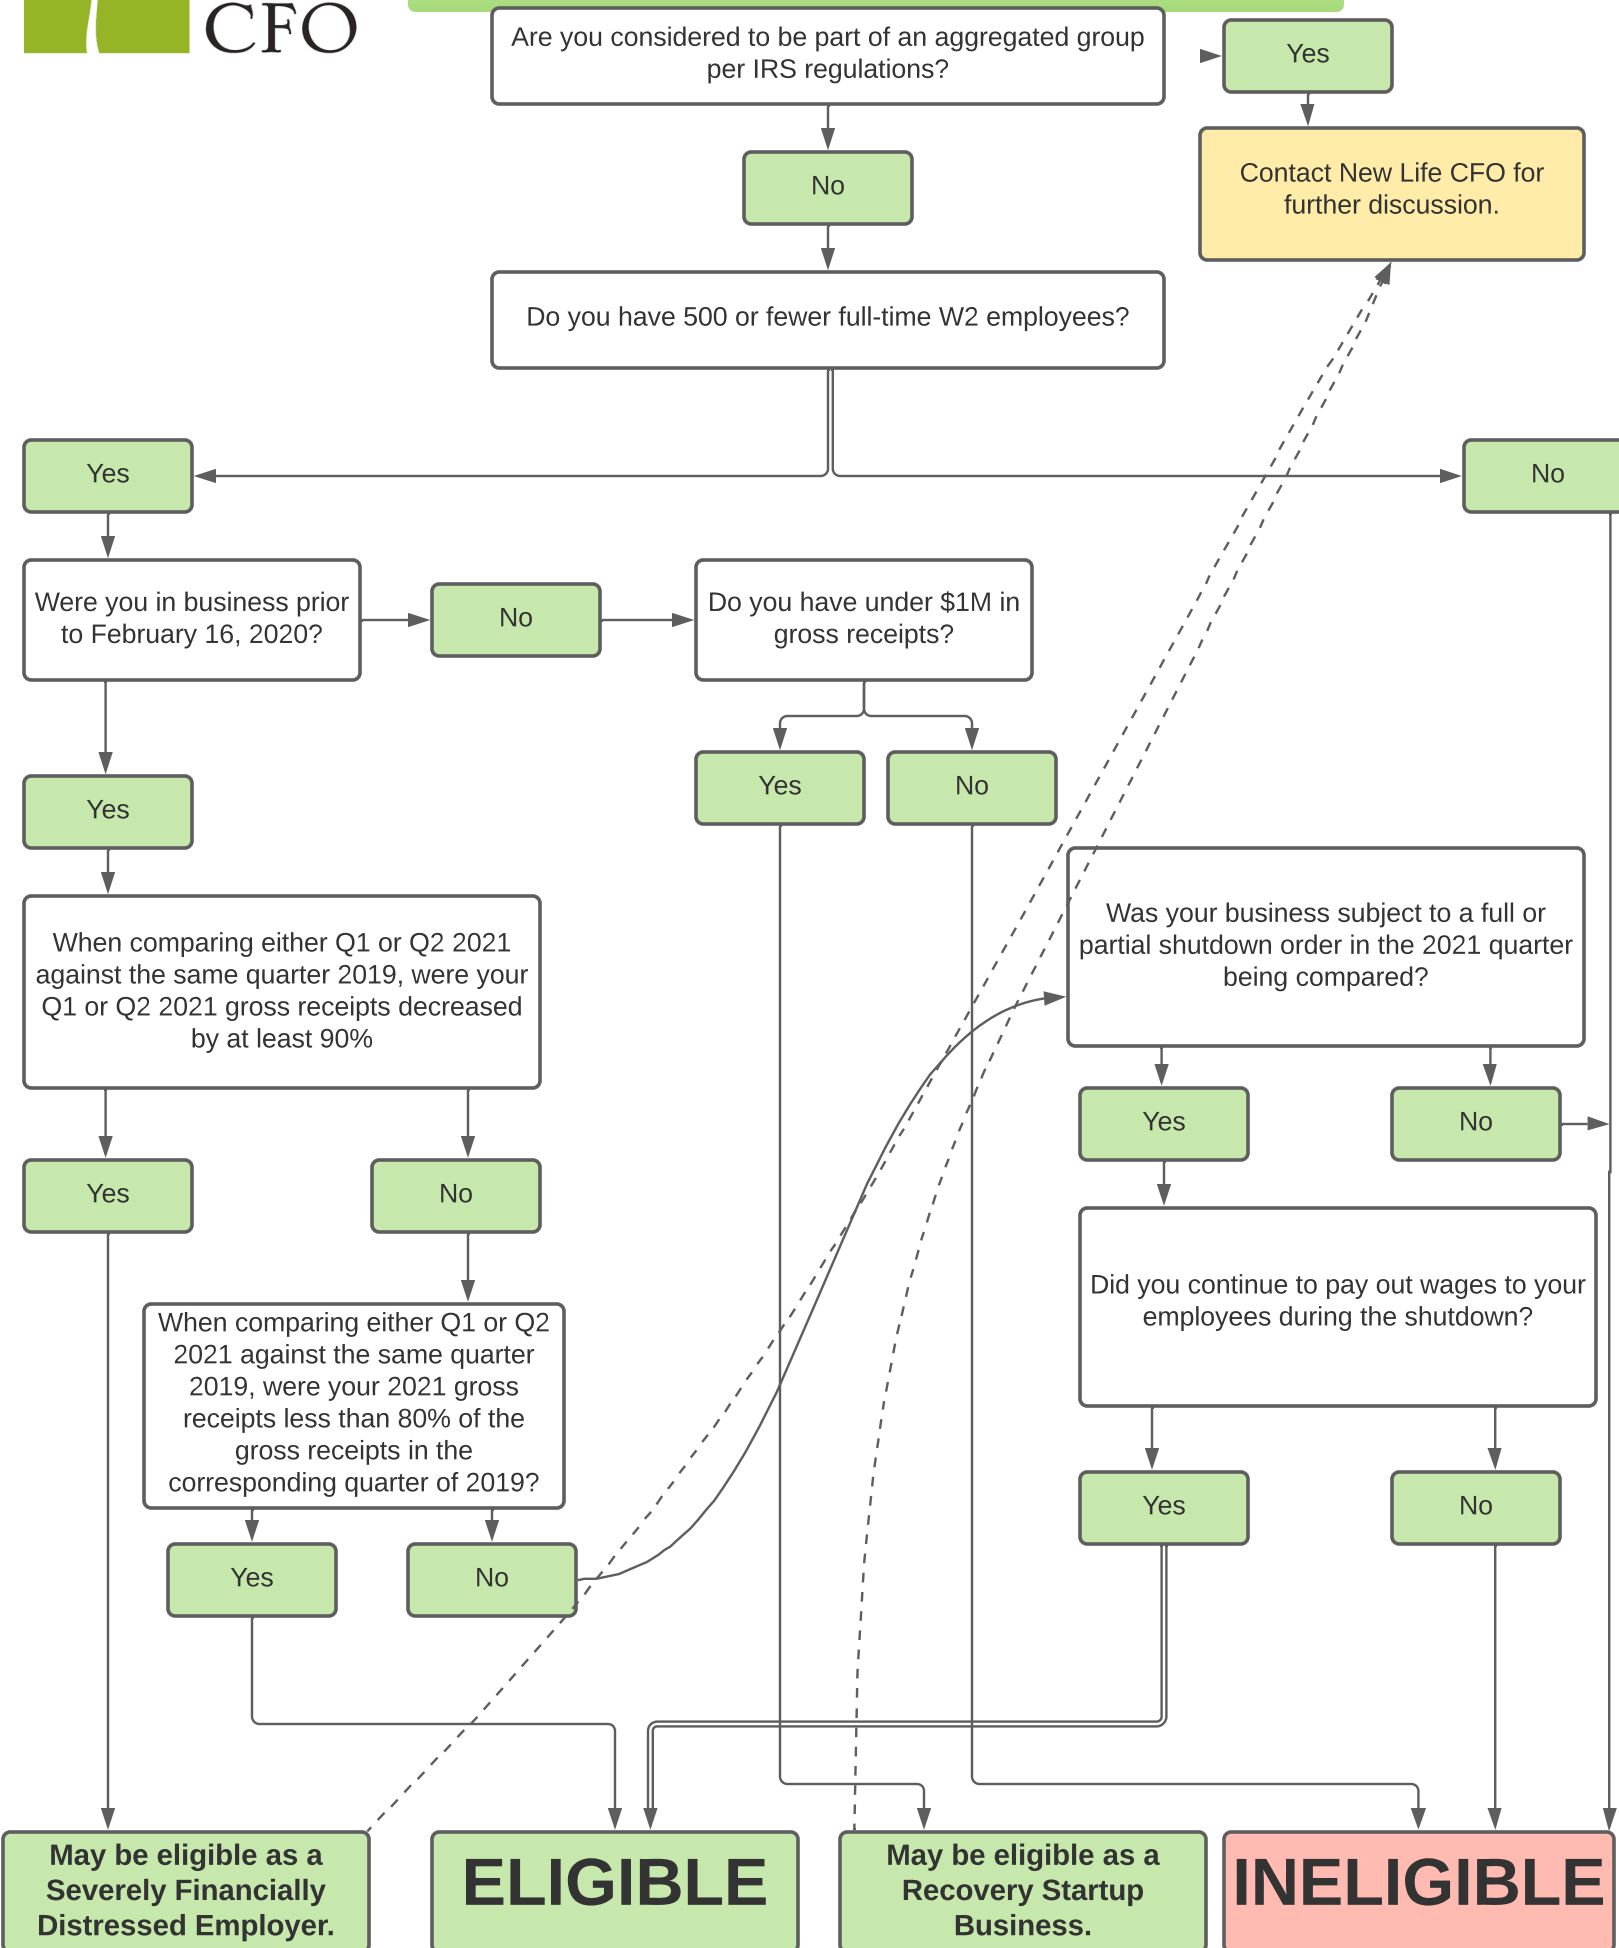 CFO
Are you considered to be part of an aggregated group
per IRS regulations?
Yes
No
Contact New Life CFO for
further discussion.
Do you have 500 or fewer full-time W2 employees?
Yes
No
Were you in business prior
to February 16, 2020?
No
Do you have under $1M in
gross receipts?
Yes
Yes
No
When comparing either Q1 or Q2 2021
against the same quarter 2019, were your
Q1 or Q2 2021 gross receipts decreased
by at least 90%
Was your business subject to a full or
partial shutdown order in the 2021 quarter
being compared?
Yes
No
Yes
No
When comparing either Q1 or Q2
2021 against the same quarter
2019, were your 2021 gross
receipts less than 80% of the
gross receipts in the
corresponding quarter of 2019?
Did you continue to pay out wages to your
employees during the shutdown?
Yes
No
Yes
No
May be eligible as a
Severely Financially
Distressed Employer.
ELIGIBLE
May be eligible as a
Recovery Startup
Business.
INELIGIBLE